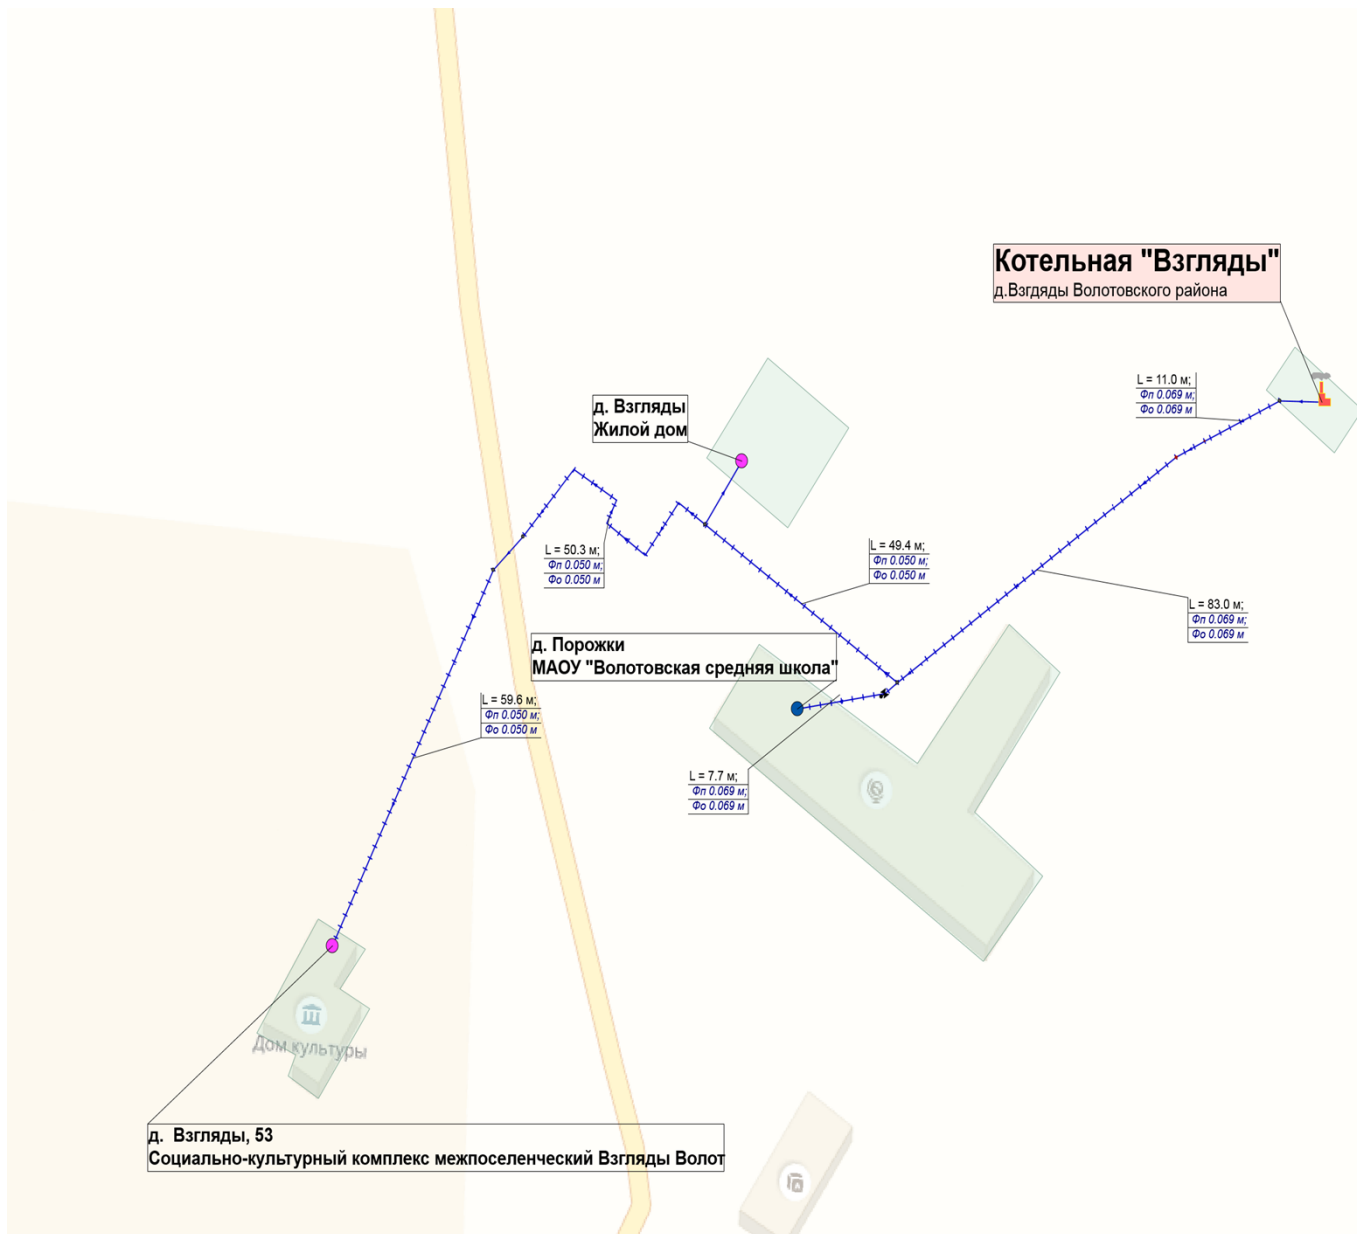 Котельная "Взгляды"
д.Взгдяды Волотовского района
L = 11.0 м;
Фп 0.069 м;
Фо 0.069 м
д. Взгляды
Жилой дом
L = 50.3 м;
Фп 0.050 м;
Фо 0.050 м
L = 49.4 м;
Фп 0.050 м;
Фо 0.050 м
L = 83.0 м;
Фп 0.069 м;
Фо 0.069 м
д. Порожки
МАОУ "Волотовская средняя школа"
L = 59.6 м;
Фп 0.050 м;
Фо 0.050 м
L = 7.7 м;
Фп 0.069 м;
Фо 0.069 м
Дом культуры
д. Взгляды, 53
Социально-культурный комплекс межпоселенческий Взгляды Волот